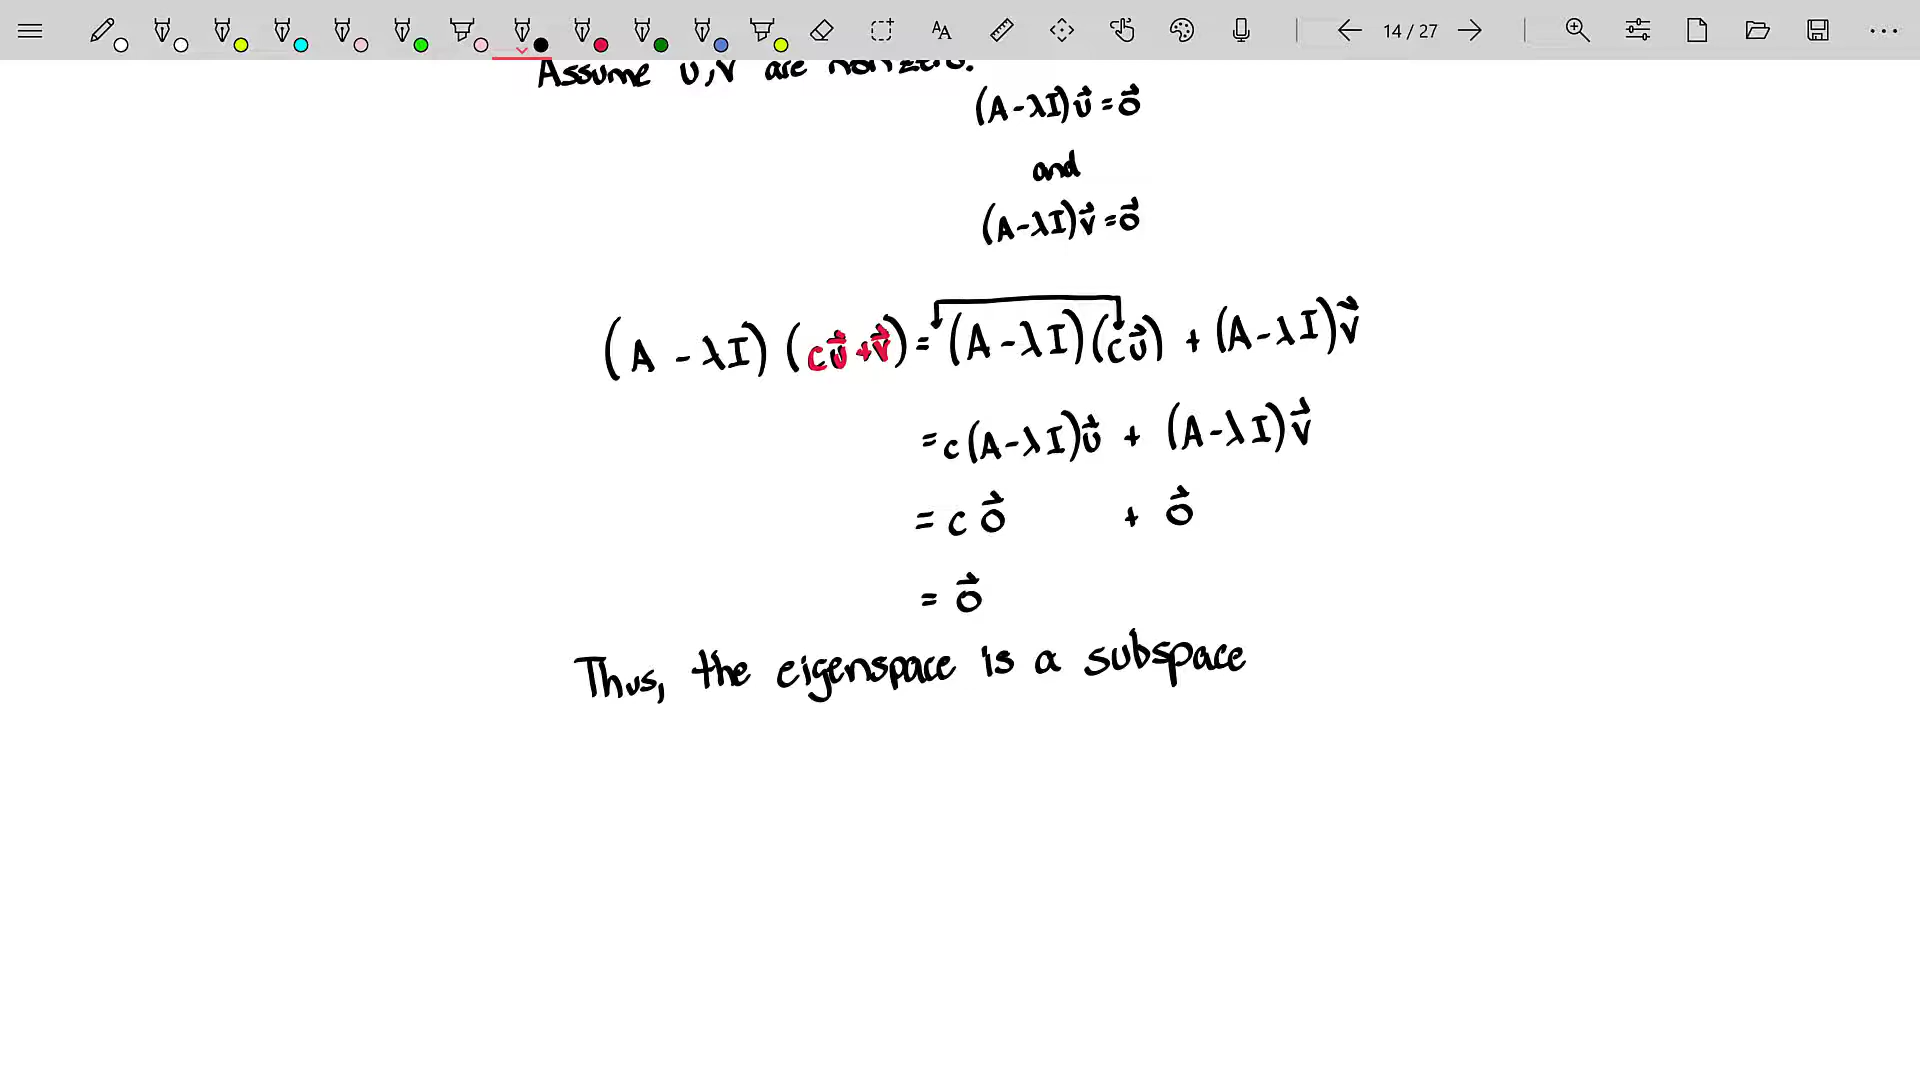 14 / 27
Assume u,v are nonzero.
(A-λI)u⃗ = 0⃗
and
(A-λI)v⃗ = 0⃗
(A - λI) (cu⃗ + v⃗) = (A - λI)(cu⃗) + (A - λI)v⃗
= c(A-λI)u⃗ + (A-λI)v⃗
= c 0⃗ + 0⃗
= 0⃗
Thus, the eigenspace is a subspace